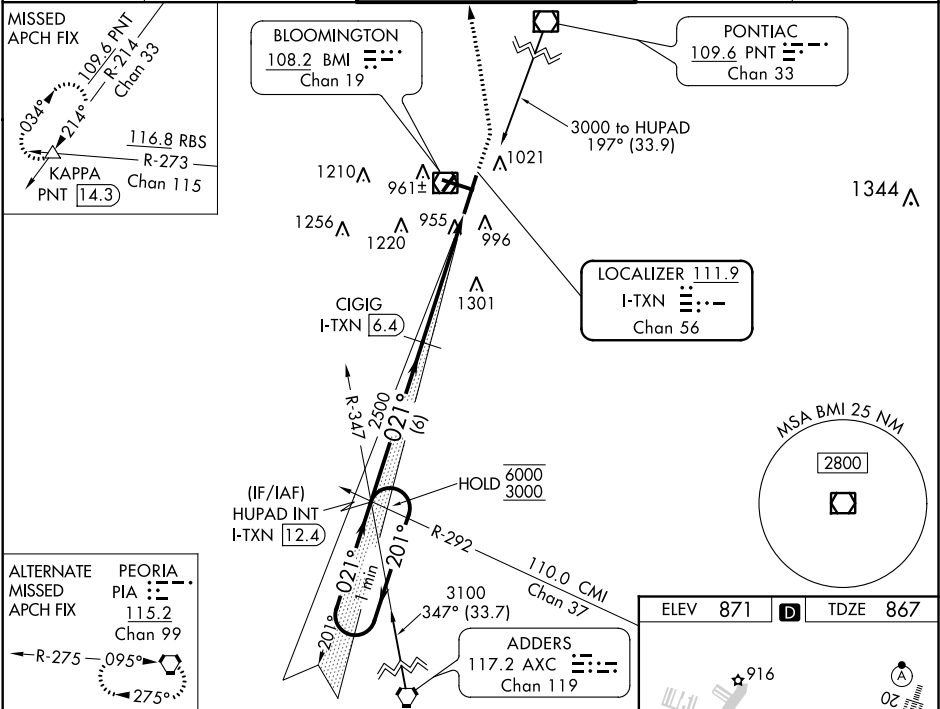 MISSED
APCH FIX
109.6 PNT
R-214
Chan 33
034°
214°
116.8 RBS
R-273
Chan 115
KAPPA
PNT 14.3
BLOOMINGTON
108.2 BMI
Chan 19
PONTIAC
109.6 PNT
Chan 33
3000 to HUPAD
197° (33.9)
1210
961±
1021
1344
1256
1220
955
996
1301
LOCALIZER 111.9
I-TXN
Chan 56
CIGIG
I-TXN 6.4
R-347
2500
021°
(6)
MSA BMI 25 NM
2800
(IF/IAF)
HUPAD INT
I-TXN 12.4
HOLD 6000
3000
R-292
110.0 CMI
Chan 37
021°
1 min
201°
201°
3100
347° (33.7)
ADDERS
117.2 AXC
Chan 119
ALTERNATE
MISSED
APCH FIX
PEORIA
PIA
115.2
Chan 99
R-275
095°
275°
ELEV 871 D TDZE 867
916
A
20